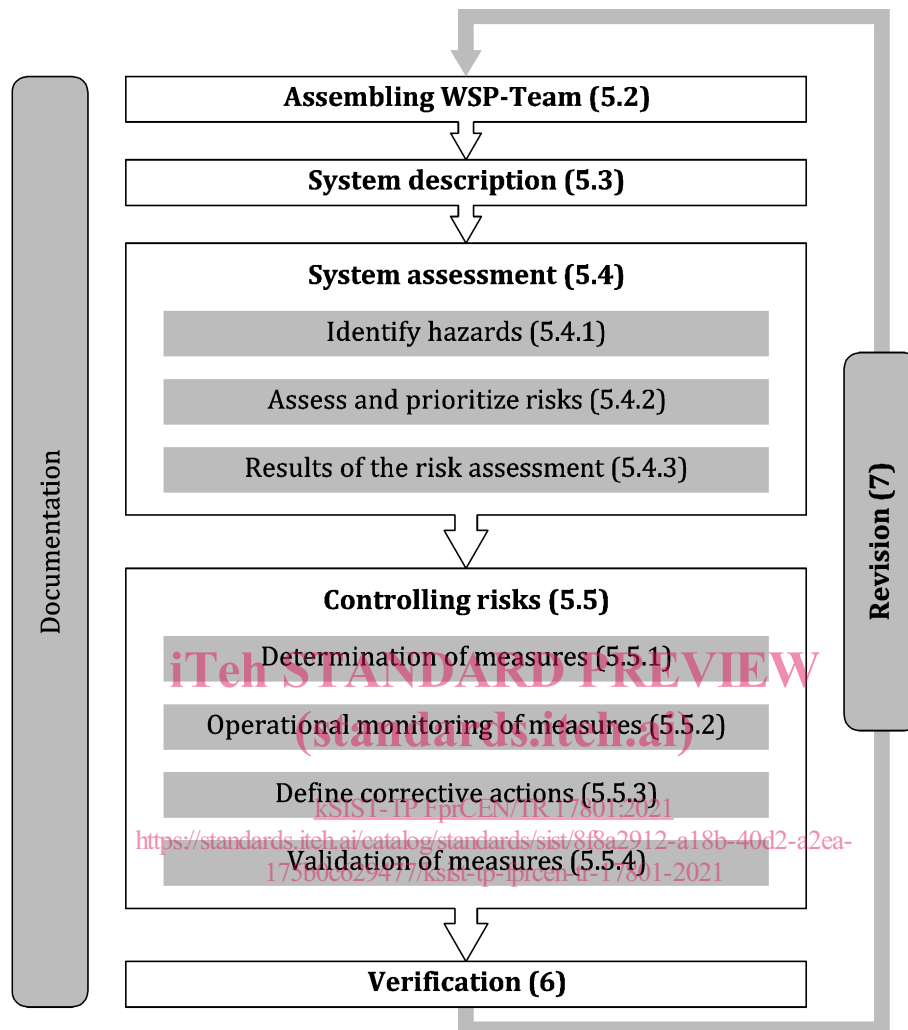 Assembling WSP-Team (5.2)
System description (5.3)
System assessment (5.4)
Identify hazards (5.4.1)
Assess and prioritize risks (5.4.2)
Results of the risk assessment (5.4.3)
Controlling risks (5.5)
Determination of measures (5.5.1)
iTeh STANDARD PREVIEW
Operational monitoring of measures (5.5.2)
(standards.iteh.ai)
Define corrective actions (5.5.3)
kSIST-TP FprCEN/TR 17801:2021
https://standards.iteh.ai/catalog/standards/sist/8f8a2912-a18b-40d2-a2ea-
Validation of measures (5.5.4)
175b0c629477/ksist-tp-fprcen-tr-17801-2021
Verification (6)
Documentation
Revision (7)